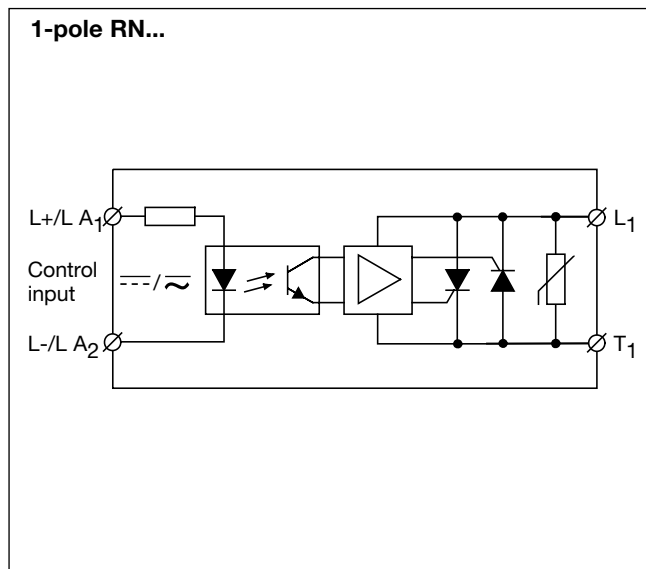 1-pole RN...
L+/L A1
L1
Control
input
L-/L A2
T1